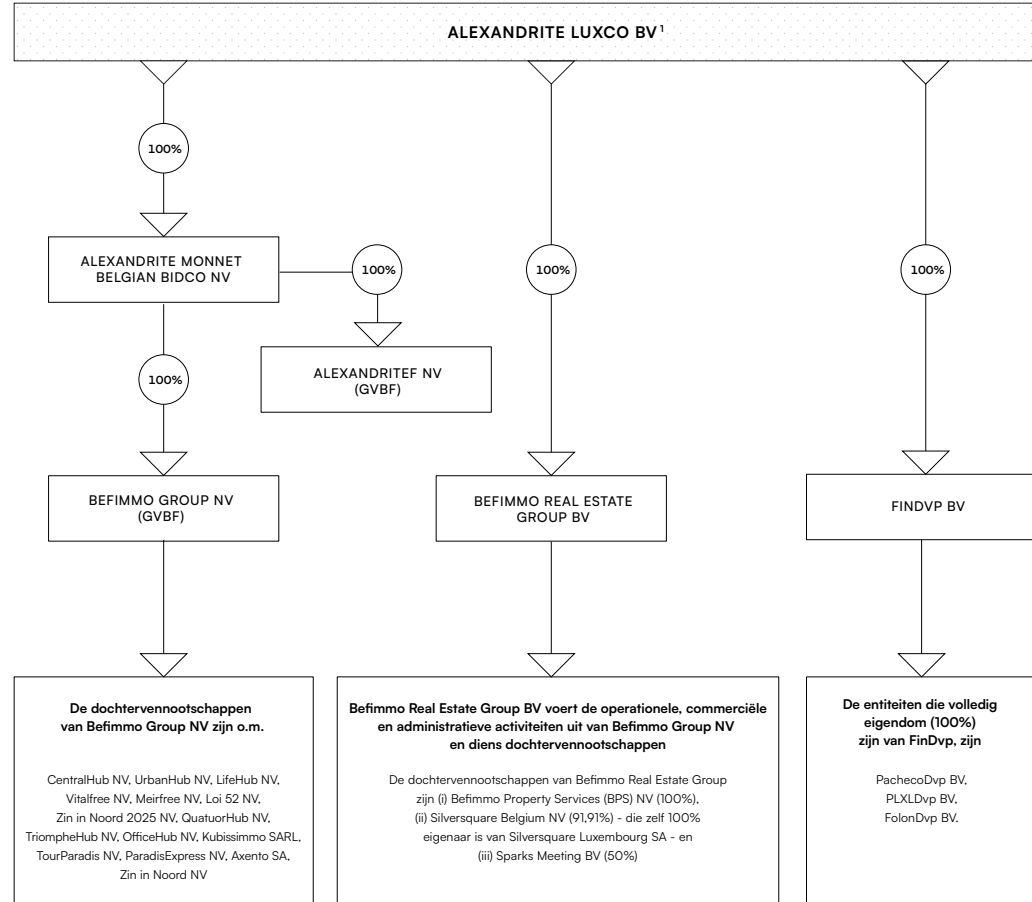 ALEXANDRITE LUXCO BV¹
100%
ALEXANDRITE MONNET
BELGIAN BIDCO NV
100%
100%
100%
ALEXANDRITEF NV
(GVBF)
100%
BEFIMMO GROUP NV
(GVBF)
BEFIMMO REAL ESTATE
GROUP BV
FINDVP BV
De dochtervennootschappen
van Befimmo Group NV zijn o.m.
CentralHub NV, UrbanHub NV, LifeHub NV,
Vitalfree NV, Meirfree NV, Loi 52 NV,
Zin in Noord 2025 NV, QuatuorHub NV,
TriompheHub NV, OfficeHub NV, Kubissimmo SARL,
TourParadis NV, ParadisExpress NV, Axento SA,
Zin in Noord NV
Befimmo Real Estate Group BV voert de operationele, commerciële
en administratieve activiteiten uit van Befimmo Group NV
en diens dochtervennootschappen
De dochtervennootschappen van Befimmo Real Estate Group
zijn (i) Befimmo Property Services (BPS) NV (100%),
(ii) Silversquare Belgium NV (91,91%) - die zelf 100%
eigenaar is van Silversquare Luxembourg SA - en
(iii) Sparks Meeting BV (50%)
De entiteiten die volledig
eigendom (100%)
zijn van FinDvp, zijn
PachecoDvp BV,
PLXLDvp BV,
FolonDvp BV.